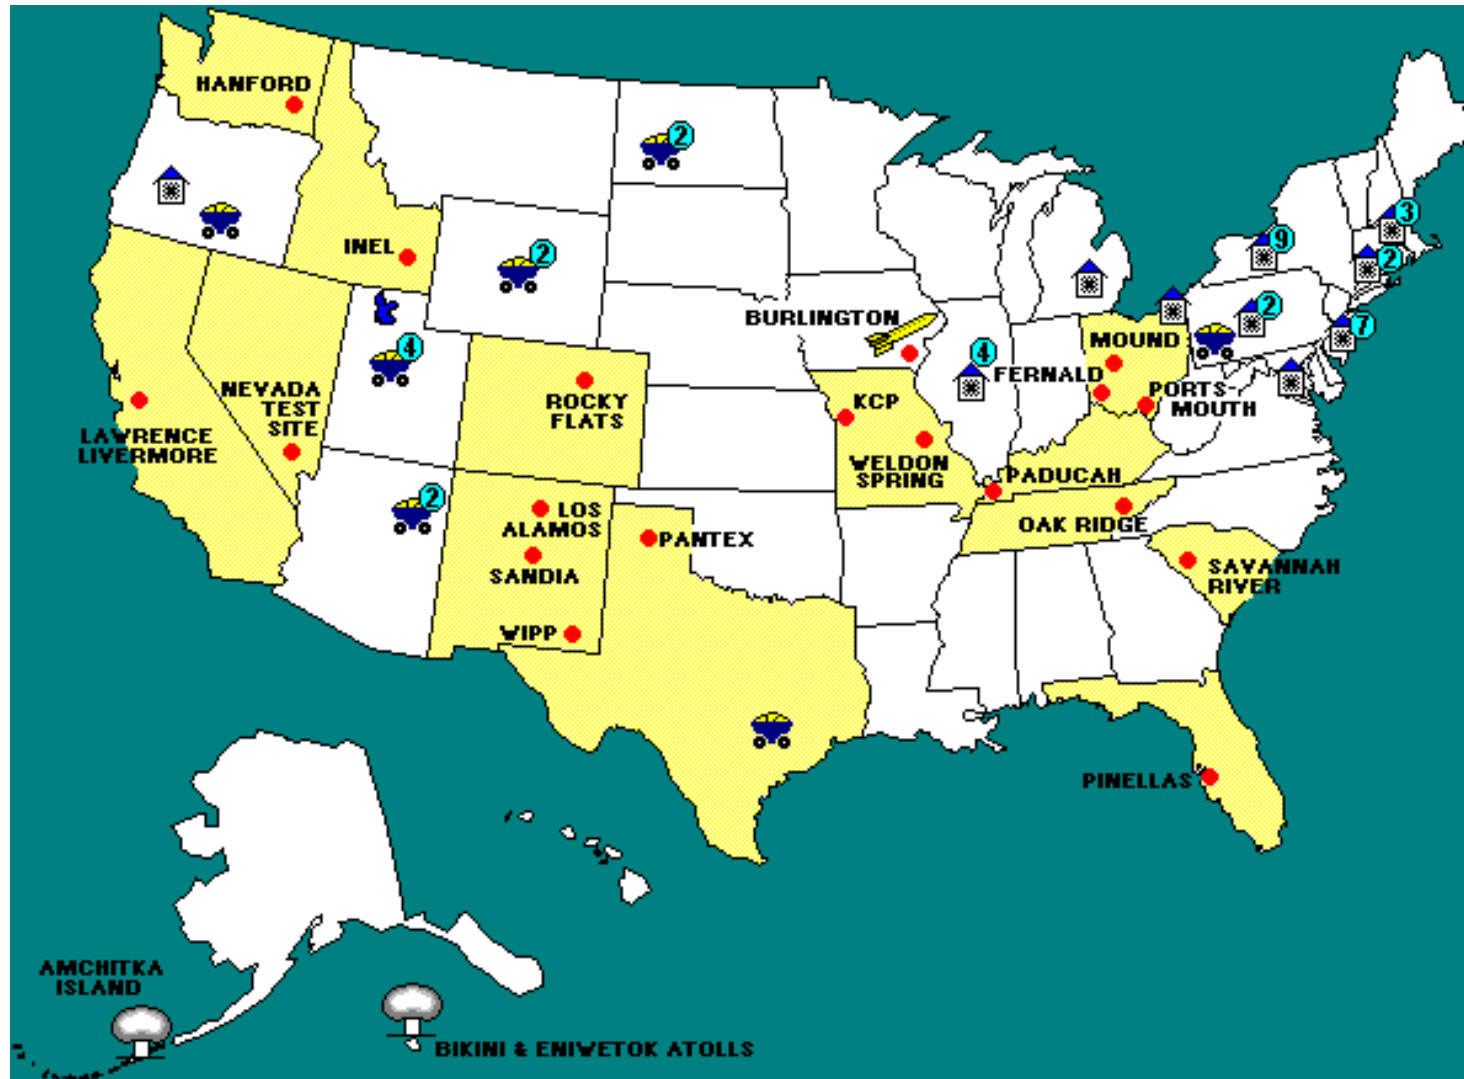 HANFORD
2
3
9
INEL
2
2
BURLINGTON
2
7
MOUND
4
4
FERNALD
NEVADA
TEST
SITE
ROCKY
FLATS
KCP
PORTS-
MOUTH
LAWRENCE
LIVERMORE
WELDON
SPRING
PADUCAH
2
LOS
ALAMOS
OAK RIDGE
PANTEX
SANDIA
SAVANNAH
RIVER
WIPP
PINELLAS
AMCHITKA
ISLAND
BIKINI & ENIWETOK ATOLLS